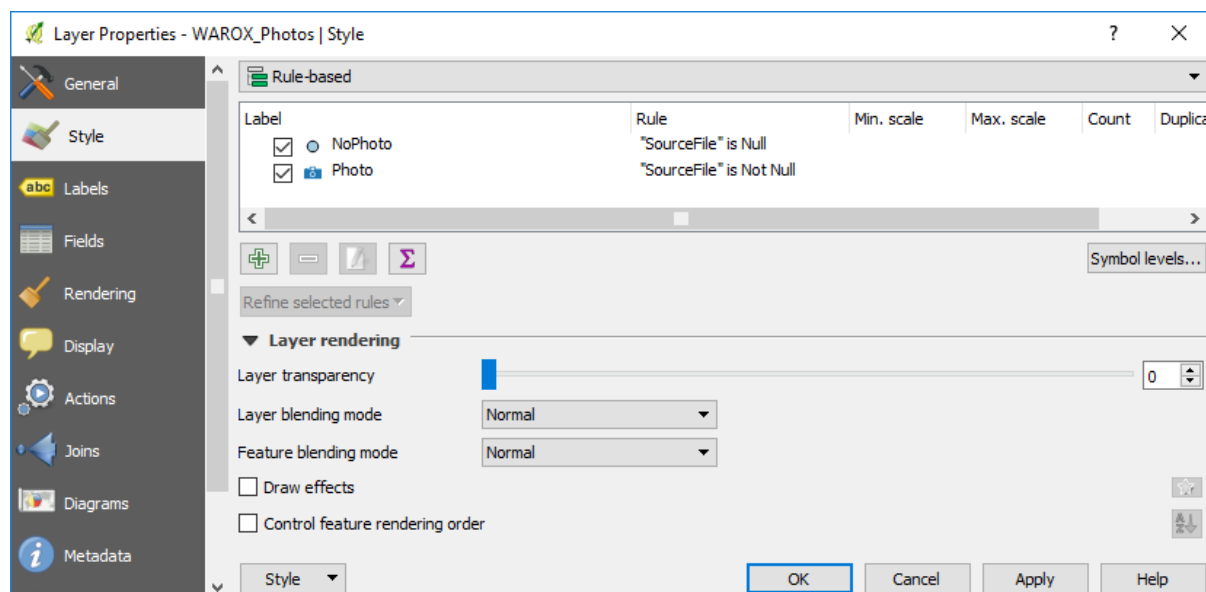 Layer Properties - WAROX_Photos | Style
?
General
Style
abc Labels
Fields
Rendering
Display
Actions
Joins
Diagrams
Metadata
Rule-based
Label Rule Min. scale Max. scale Count Duplica
NoPhoto "SourceFile" is Null
Photo "SourceFile" is Not Null
Σ
Symbol levels...
Refine selected rules
Layer rendering
Layer transparency 0
Layer blending mode Normal
Feature blending mode Normal
Draw effects
Control feature rendering order
Style OK Cancel Apply Help